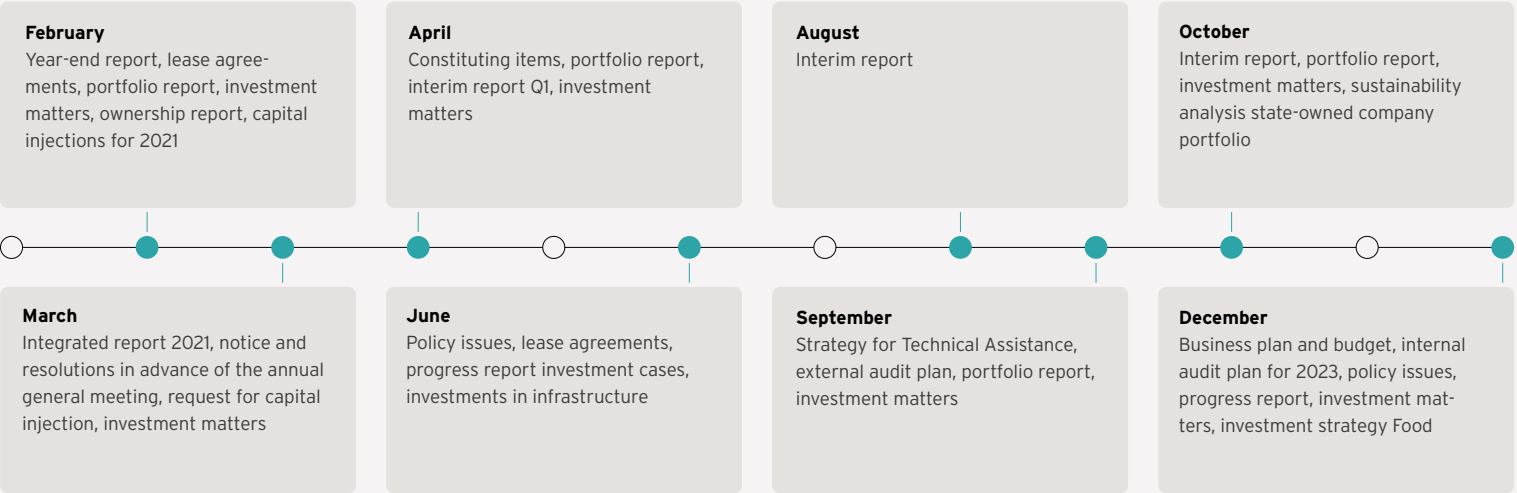 February
Year-end report, lease agree-
ments, portfolio report, investment
matters, ownership report, capital
injections for 2021
April
Constituting items, portfolio report,
interim report Q1, investment
matters
August
Interim report
October
Interim report, portfolio report,
investment matters, sustainability
analysis state-owned company
portfolio
March
Integrated report 2021, notice and
resolutions in advance of the annual
general meeting, request for capital
injection, investment matters
June
Policy issues, lease agreements,
progress report investment cases,
investments in infrastructure
September
Strategy for Technical Assistance,
external audit plan, portfolio report,
investment matters
December
Business plan and budget, internal
audit plan for 2023, policy issues,
progress report, investment mat-
ters, investment strategy Food